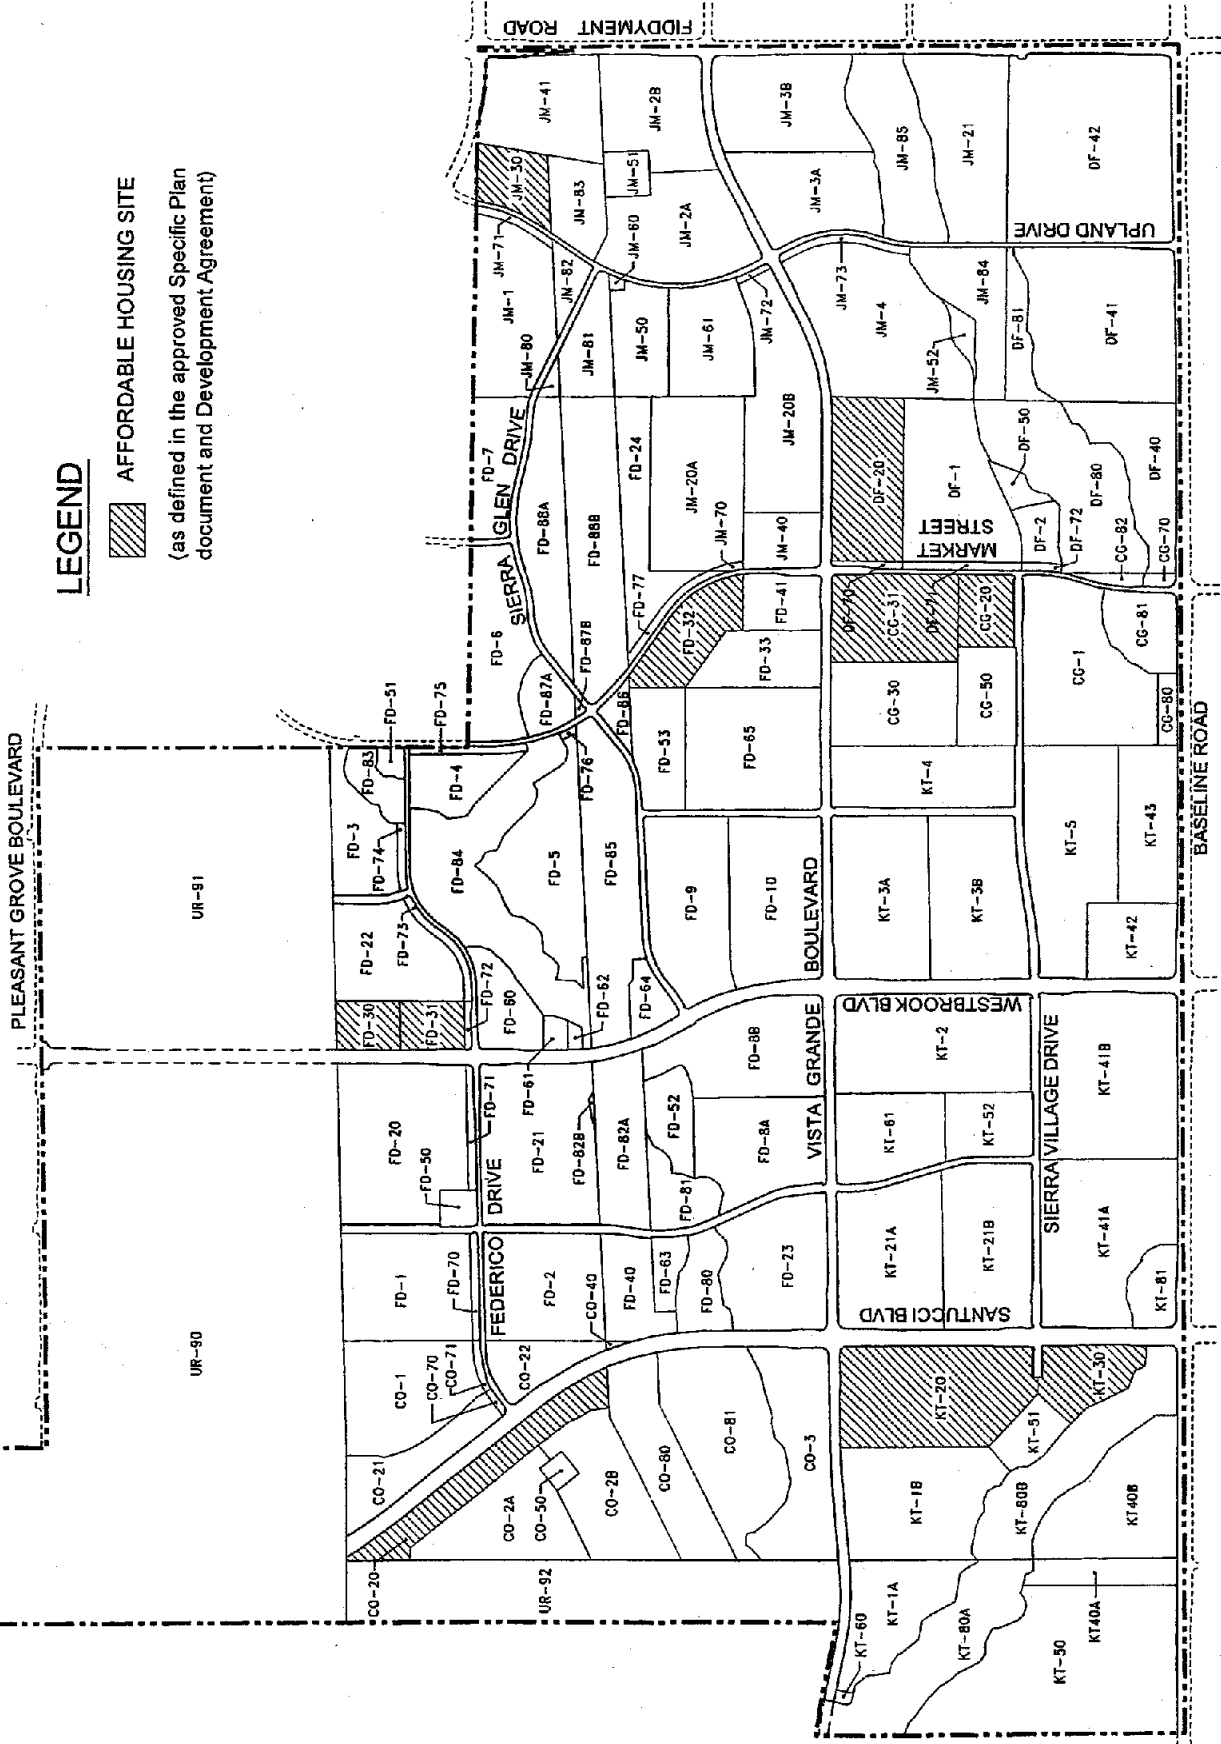 LEGEND
AFFORDABLE HOUSING SITE
(as defined in the approved Specific Plan
document and Development Agreement)
PLEASANT GROVE BOULEVARD
FIDDYMENT ROAD
BASELINE ROAD
UPLAND DRIVE
MARKET
STREET
SIERRA GLEN DRIVE
VISTA GRANDE BOULEVARD
WESTBROOK BLVD
SIERRA VILLAGE DRIVE
SANTUCCI BLVD
FEDERICO DRIVE
UR-90
UR-91
UR-92
CO-1
CO-21
CO-70
CO-71
CO-22
CO-20
CO-2A
CO-50
CO-2B
CO-40
CO-80
CO-81
CO-3
FD-1
FD-70
FD-2
FD-40
FD-63
FD-80
FD-23
FD-20
FD-50
FD-71
FD-21
FD-61
FD-82B
FD-82A
FD-52
FD-81
FD-8A
FD-8B
FD-30
FD-31
FD-22
FD-73
FD-72
FD-60
FD-62
FD-64
FD-3
FD-74
FD-83
FD-51
FD-75
FD-4
FD-84
FD-5
FD-85
FD-76
FD-9
FD-10
FD-6
FD-7
FD-87A
FD-87B
FD-86
FD-88A
FD-88B
FD-77
FD-24
FD-32
FD-33
FD-41
FD-53
FD-65
JM-41
JM-30
JM-83
JM-71
JM-1
JM-82
JM-80
JM-81
JM-60
JM-51
JM-2B
JM-2A
JM-50
JM-61
JM-72
JM-20A
JM-20B
JM-70
JM-40
JM-3B
JM-3A
JM-73
JM-85
JM-21
JM-4
JM-84
JM-52
DF-42
DF-41
DF-81
DF-20
DF-1
DF-50
DF-2
DF-72
DF-80
DF-40
DF-70
DF-71
CG-82
CG-70
CG-31
CG-20
CG-30
CG-50
CG-1
CG-81
CG-80
KT-4
KT-5
KT-43
KT-42
KT-3A
KT-3B
KT-2
KT-61
KT-52
KT-41B
KT-41A
KT-21A
KT-21B
KT-81
KT-20
KT-30
KT-51
KT-1B
KT-80B
KT40B
KT-1A
KT-60
KT-80A
KT-50
KT40A